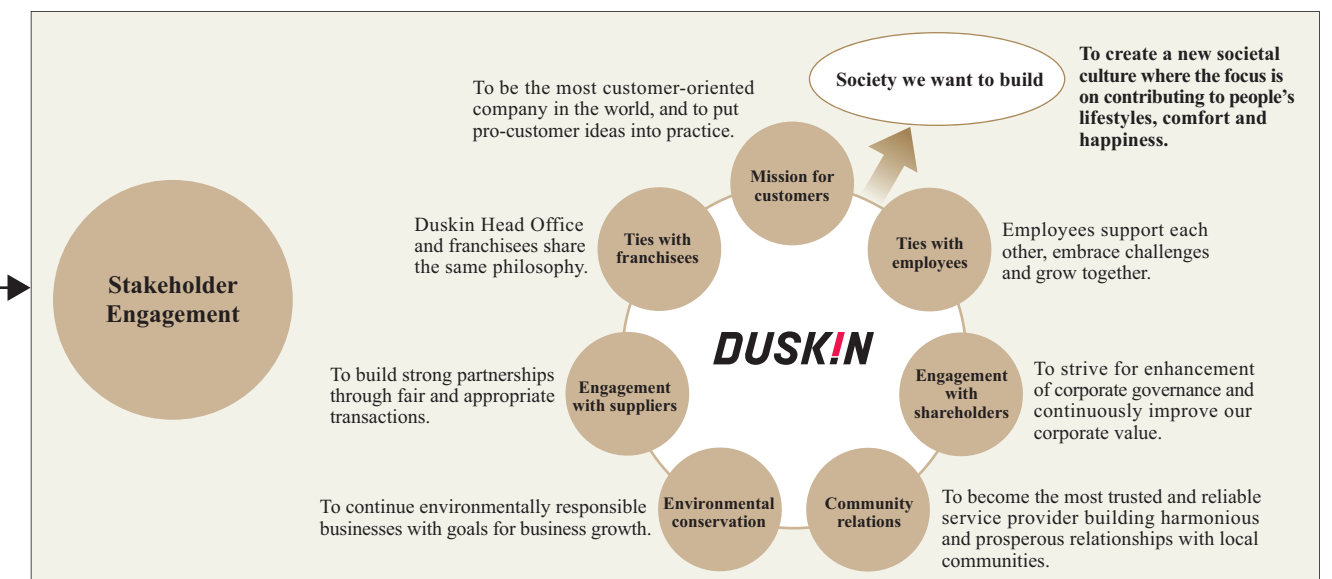 Stakeholder
Engagement
Society we want to build
To create a new societal
culture where the focus is
on contributing to people’s
lifestyles, comfort and
happiness.
To be the most customer-oriented
company in the world, and to put
pro-customer ideas into practice.
Mission for
customers
Duskin Head Office
and franchisees share
the same philosophy.
Ties with
franchisees
Ties with
employees
Employees support each
other, embrace challenges
and grow together.
DUSK!N
To build strong partnerships
through fair and appropriate
transactions.
Engagement
with suppliers
Engagement
with
shareholders
To strive for enhancement
of corporate governance and
continuously improve our
corporate value.
To continue environmentally responsible
businesses with goals for business growth.
Environmental
conservation
Community
relations
To become the most trusted and reliable
service provider building harmonious
and prosperous relationships with local
communities.